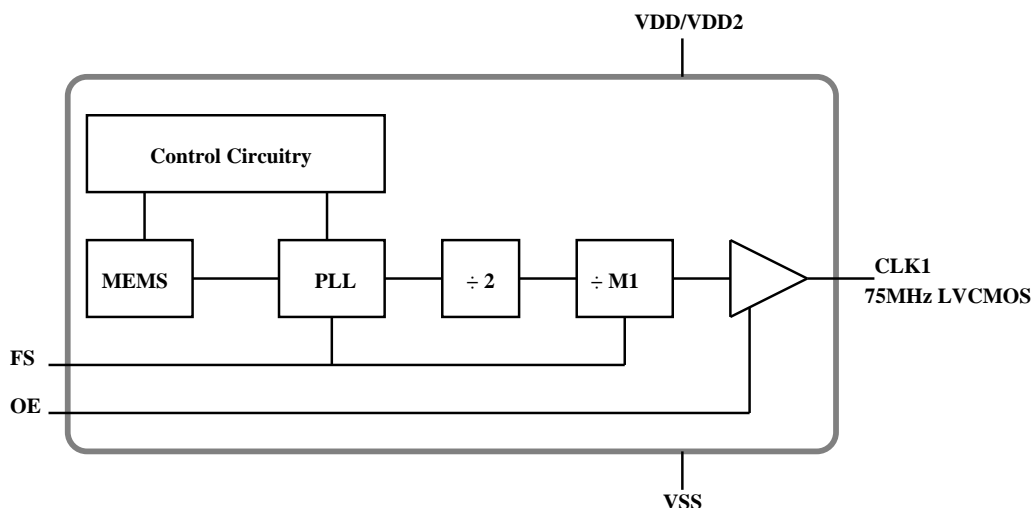 VDD/VDD2
Control Circuitry
MEMS
PLL
÷ 2
÷ M1
CLK1
75MHz LVCMOS
FS
OE
VSS